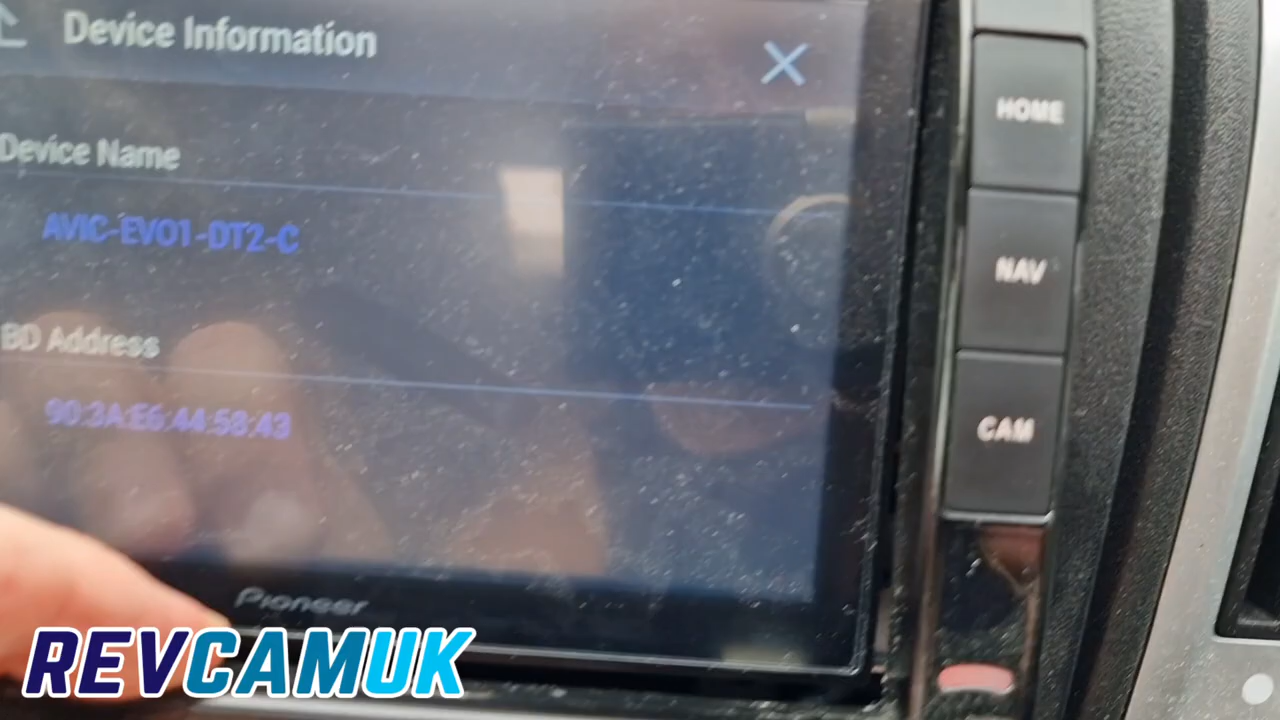 Device Information
HOME
Device Name
AVIC-EVO1-DT2-C
NAV
BD Address
90:3A:E6:44:58:43
CAM
Pioneer
REVCAMUK